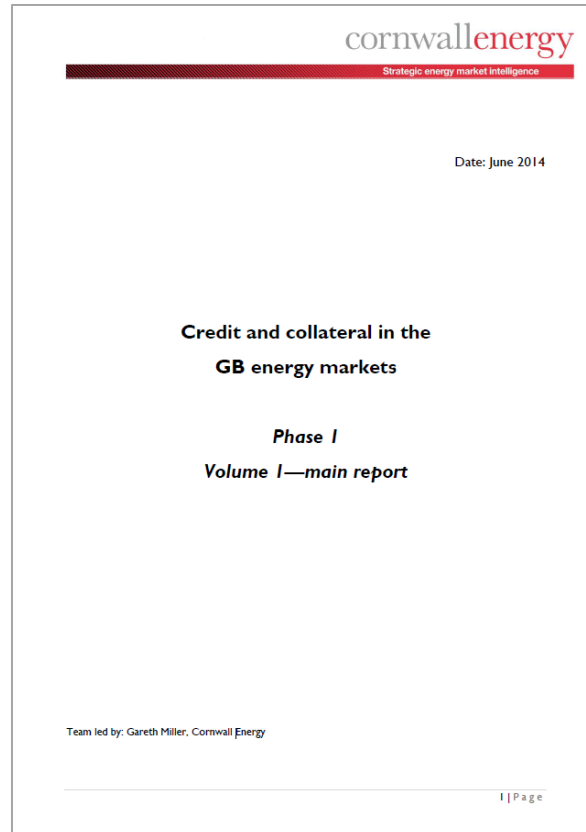 cornwallenergy
Strategic energy market intelligence
Date: June 2014
Credit and collateral in the
GB energy markets
Phase 1
Volume 1—main report
Team led by: Gareth Miller, Cornwall Energy
1 | Page